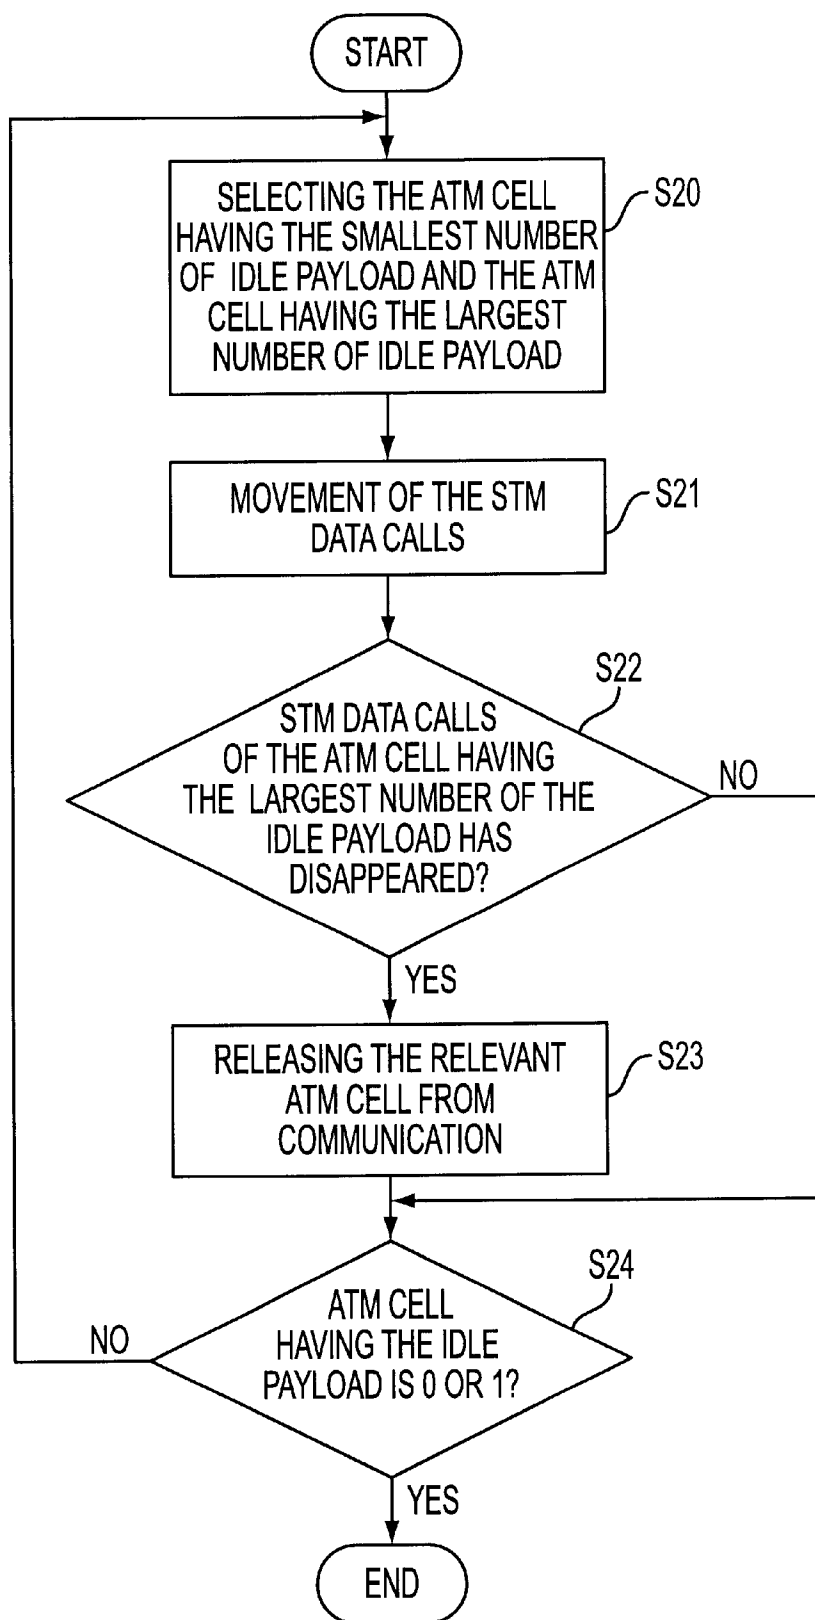 START
SELECTING THE ATM CELL
HAVING THE SMALLEST NUMBER
OF IDLE PAYLOAD AND THE ATM
CELL HAVING THE LARGEST
NUMBER OF IDLE PAYLOAD
S20
MOVEMENT OF THE STM
DATA CALLS
S21
S22
STM DATA CALLS
OF THE ATM CELL HAVING
THE LARGEST NUMBER OF THE
IDLE PAYLOAD HAS
DISAPPEARED?
NO
YES
RELEASING THE RELEVANT
ATM CELL FROM
COMMUNICATION
S23
S24
ATM CELL
HAVING THE IDLE
PAYLOAD IS 0 OR 1?
NO
YES
END